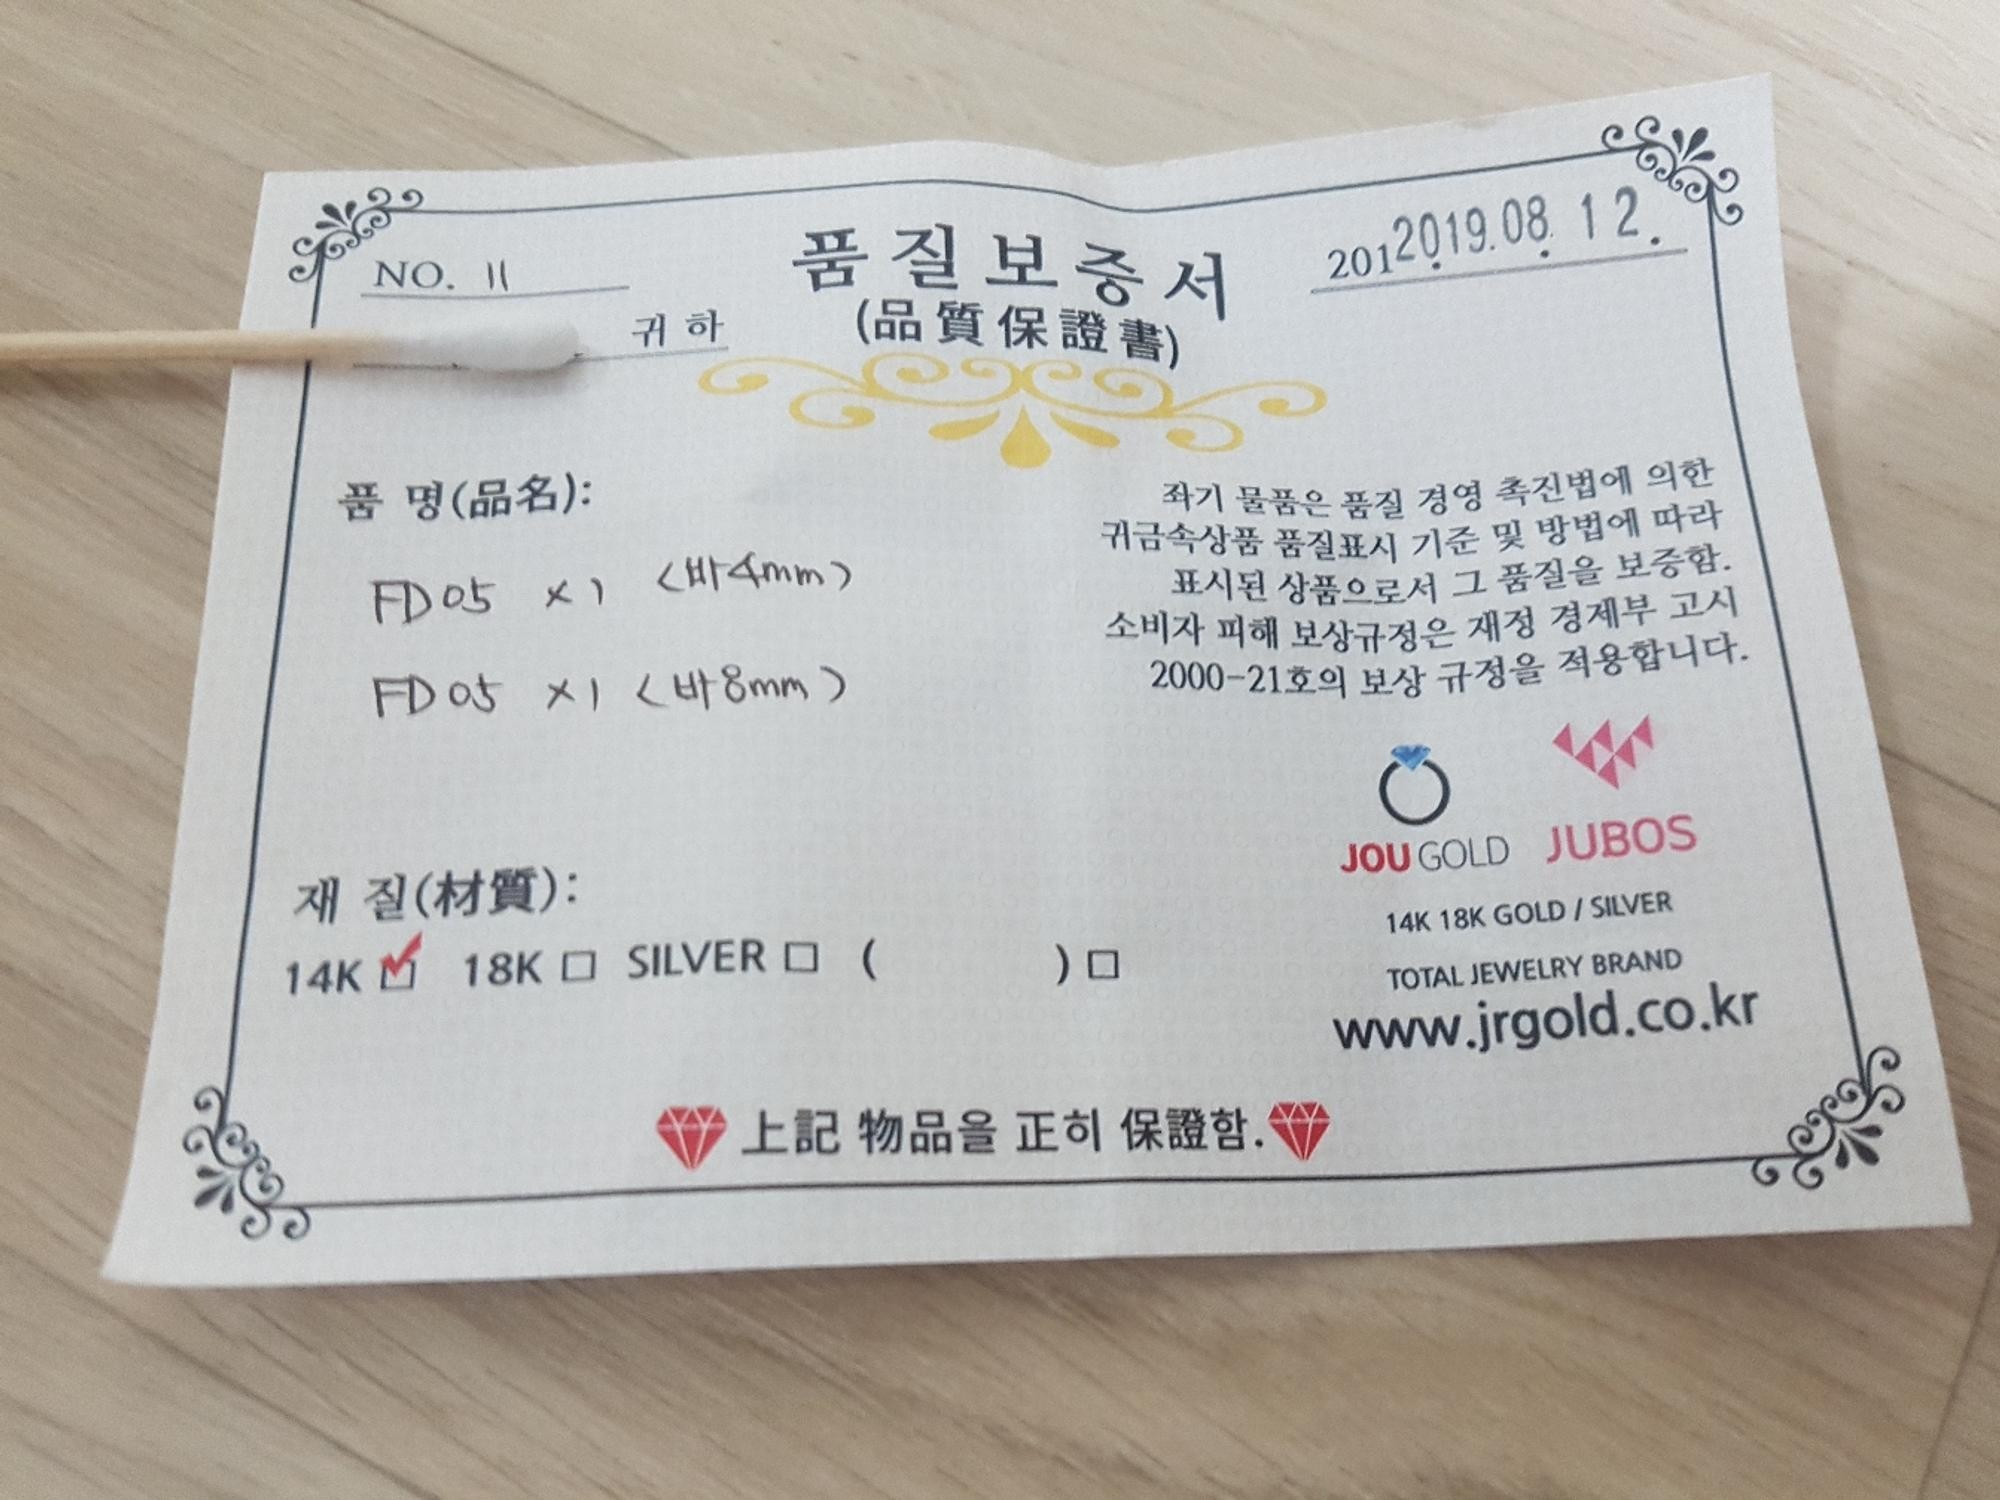 NO. 11
품질보증서
201 2019.08.12.
귀하
(品質保證書)
품 명(品名):
FD05 ×1 <바4mm>
FD05 ×1 <바8mm>
좌기 물품은 품질 경영 촉진법에 의한
귀금속상품 품질표시 기준 및 방법에 따라
표시된 상품으로서 그 품질을 보증함.
소비자 피해 보상규정은 재정 경제부 고시
2000-21호의 보상 규정을 적용합니다.
JOU GOLD JUBOS
14K 18K GOLD / SILVER
TOTAL JEWELRY BRAND
www.jrgold.co.kr
재 질(材質):
14K ☑ 18K □ SILVER □ ( ) □
上記 物品을 正히 保證함.